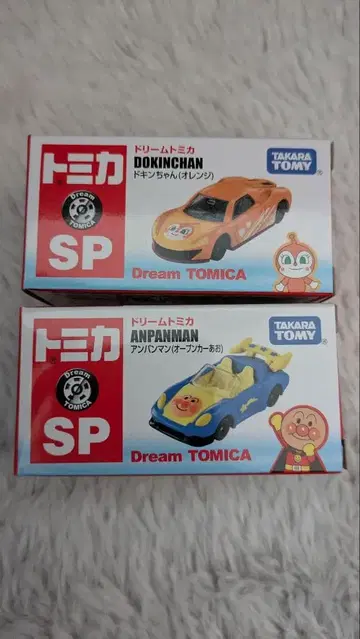 トミカ
Dream
TOMICA
SP
ドリームトミカ
DOKINCHAN
ドキンちゃん(オレンジ)
TAKARA
TOMY
Dream TOMICA
トミカ
Dream
TOMICA
SP
ドリームトミカ
ANPANMAN
アンパンマン(オープンカーあお)
TAKARA
TOMY
Dream TOMICA